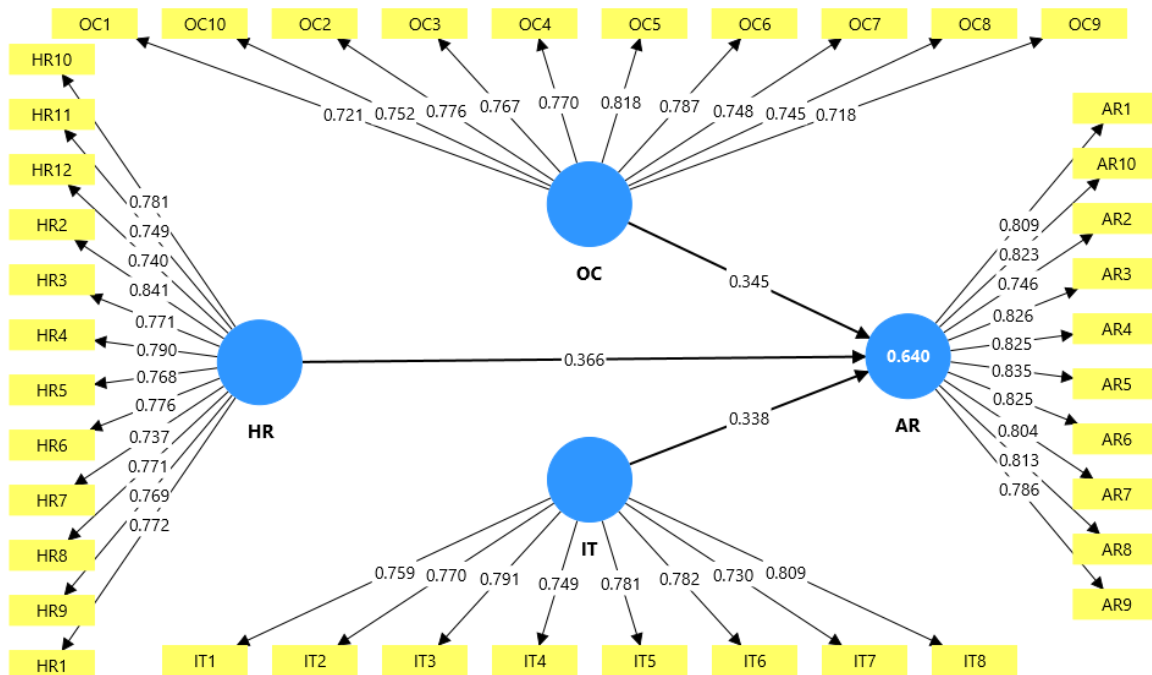 OC1 OC10 OC2 OC3 OC4 OC5 OC6 OC7 OC8 OC9
HR10
HR11
HR12
HR2
HR3
HR4
HR5
HR6
HR7
HR8
HR9
HR1
0.721 0.752 0.776 0.767 0.770 0.818 0.787 0.748 0.745 0.718
0.781
0.749
0.740
0.841
0.771
0.790
0.768
0.776
0.737
0.771
0.769
0.772
OC
HR
0.345
0.366
0.338
0.640
AR
IT
AR1
AR10
AR2
AR3
AR4
AR5
AR6
AR7
AR8
AR9
0.809
0.823
0.746
0.826
0.825
0.835
0.825
0.804
0.813
0.786
0.759 0.770 0.791 0.749 0.781 0.782 0.730 0.809
IT1 IT2 IT3 IT4 IT5 IT6 IT7 IT8